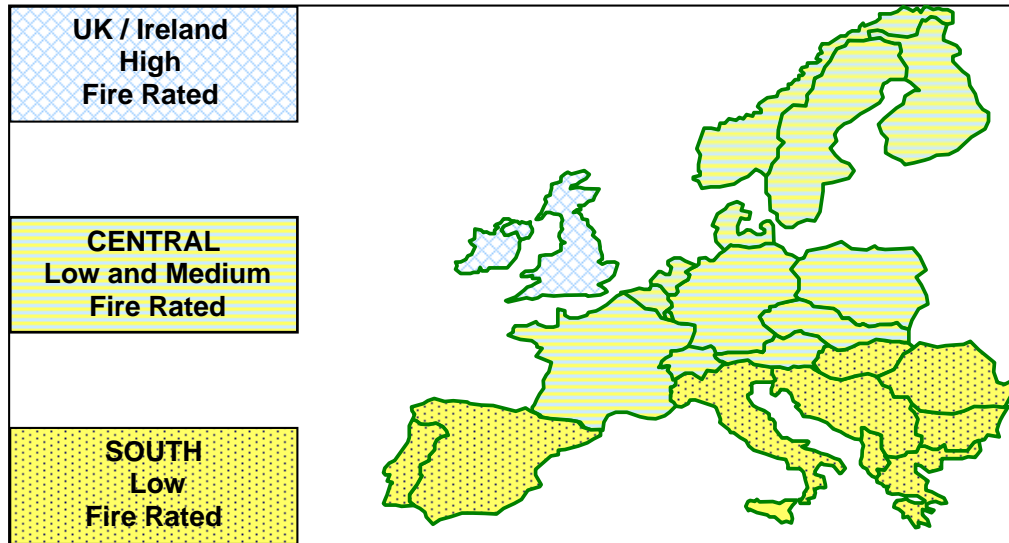 UK / Ireland
High
Fire Rated
CENTRAL
Low and Medium
Fire Rated
SOUTH
Low
Fire Rated